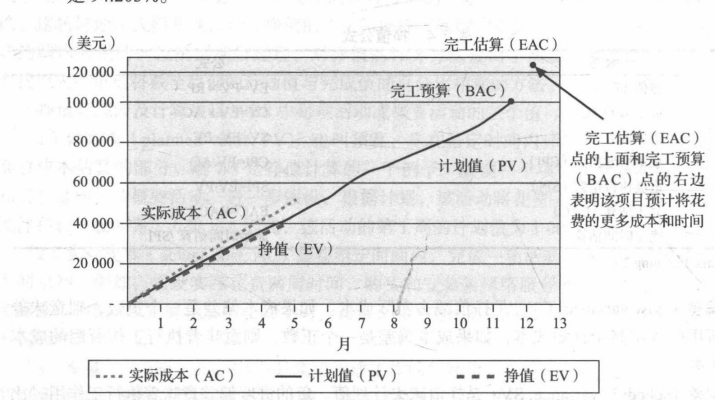 是 94.203%。
（美元）
完工估算（EAC）
120 000
完工预算（BAC）
100 000
80 000
计划值（PV）
完工估算（EAC）
点的上面和完工预算
（BAC）点的右边
表明该项目预计将花
费的更多成本和时间
60 000
实际成本（AC）
40 000
挣值（EV）
20 000
-
1 2 3 4 5 6 7 8 9 10 11 12 13
月
实际成本（AC） 计划值（PV） 挣值（EV）